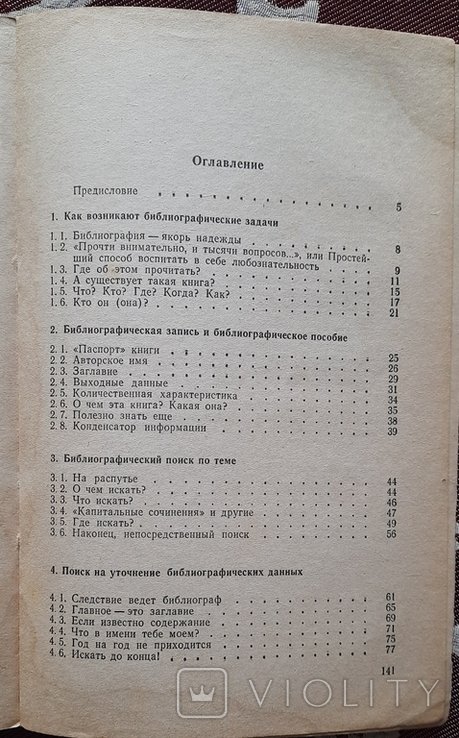 Оглавление
Предисловие . . . . . . . . . . . . . . . . 5
1. Как возникают библиографические задачи
1. 1. Библиография — якорь надежды . . . . . . . . 8
1. 2. «Прочти внимательно, и тысячи вопросов...», или Простей-
ший способ воспитать в себе любознательность . . . . 9
1. 3. Где об этом прочитать? . . . . . . . . . . 11
1. 4. А существует такая книга? . . . . . . . . . 15
1. 5. Что? Кто? Где? Когда? Как? . . . . . . . . . 17
1. 6. Кто он (она)? . . . . . . . . . . . . . 21
2. Библиографическая запись и библиографическое пособие
2. 1. «Паспорт» книги . . . . . . . . . . . . 25
2. 2. Авторское имя . . . . . . . . . . . . . 26
2. 3. Заглавие . . . . . . . . . . . . . . . 29
2. 4. Выходные данные . . . . . . . . . . . . 31
2. 5. Количественная характеристика . . . . . . . . 34
2. 6. О чем эта книга? Какая она? . . . . . . . . 35
2. 7. Полезно знать еще . . . . . . . . . . . . 38
2. 8. Конденсатор информации . . . . . . . . . . 39
3. Библиографический поиск по теме
3. 1. На распутье . . . . . . . . . . . . . . 44
3. 2. О чем искать? . . . . . . . . . . . . . 44
3. 3. Что искать? . . . . . . . . . . . . . . 46
3. 4. «Капитальные сочинения» и другие . . . . . . . 47
3. 5. Где искать? . . . . . . . . . . . . . . 49
3. 6. Наконец, непосредственный поиск . . . . . . . 56
4. Поиск на уточнение библиографических данных
4. 1. Следствие ведет библиограф . . . . . . . . . 61
4. 2. Главное — это заглавие . . . . . . . . . . 65
4. 3. Если известно содержание . . . . . . . . . . 69
4. 4. Что в имени тебе моем? . . . . . . . . . . 71
4. 5. Год на год не приходится . . . . . . . . . . 75
4. 6. Искать до конца! . . . . . . . . . . . . 77
141
VIOLITY